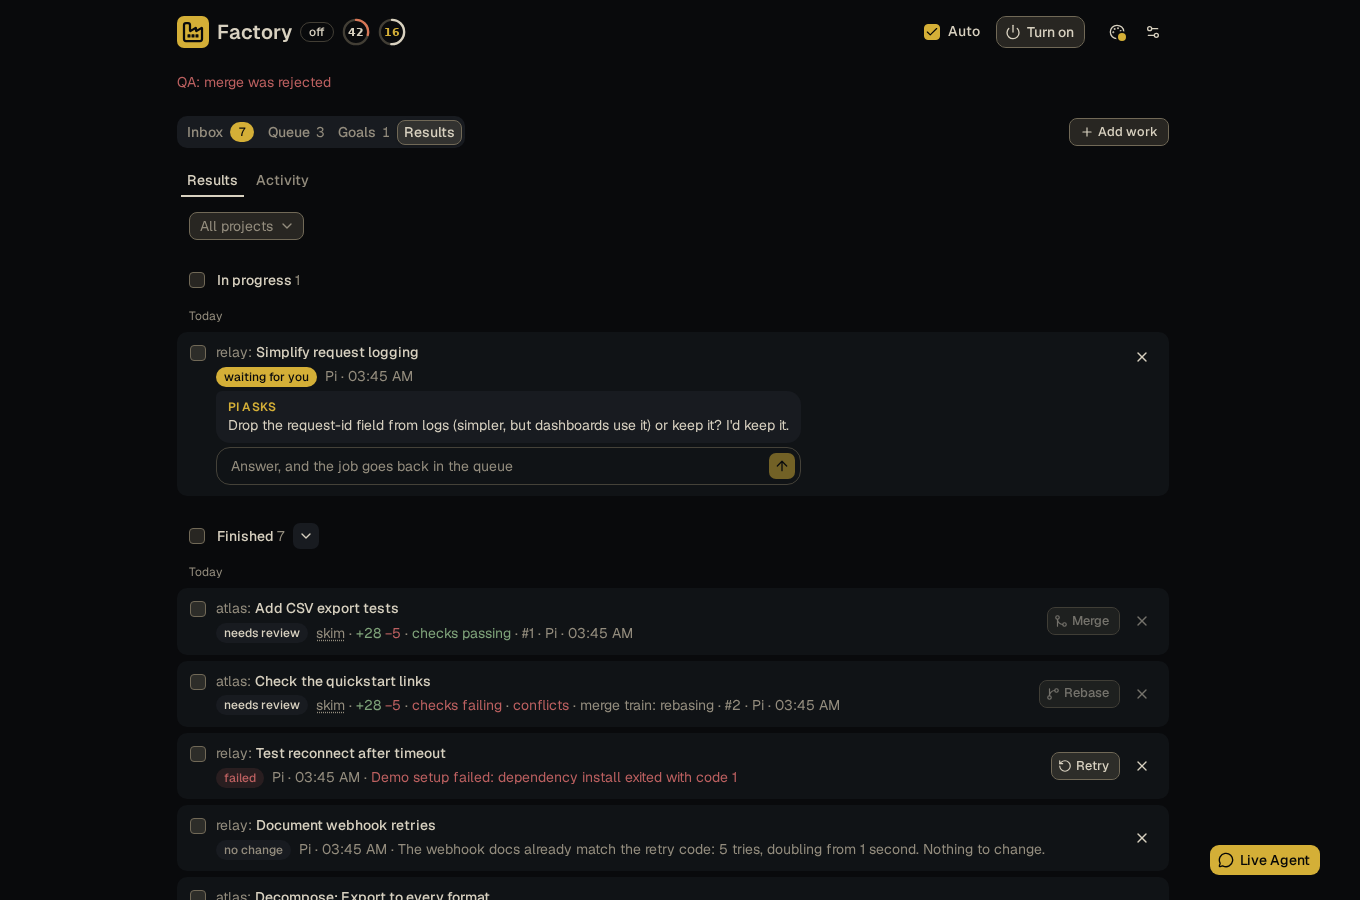 Factory off 42 16 Auto Turn on
QA: merge was rejected
Inbox 7 Queue 3 Goals 1 Results Add work
Results Activity
All projects
In progress 1
Today
relay: Simplify request logging
waiting for you Pi · 03:45 AM
PI ASKS
Drop the request-id field from logs (simpler, but dashboards use it) or keep it? I'd keep it.
Answer, and the job goes back in the queue
Finished 7
Today
atlas: Add CSV export tests
needs review skim · +28 −5 · checks passing · #1 · Pi · 03:45 AM
Merge
atlas: Check the quickstart links
needs review skim · +28 −5 · checks failing · conflicts · merge train: rebasing · #2 · Pi · 03:45 AM
Rebase
relay: Test reconnect after timeout
failed Pi · 03:45 AM · Demo setup failed: dependency install exited with code 1
Retry
relay: Document webhook retries
no change Pi · 03:45 AM · The webhook docs already match the retry code: 5 tries, doubling from 1 second. Nothing to change.
Live Agent
atlas: Decompose: Export to every format